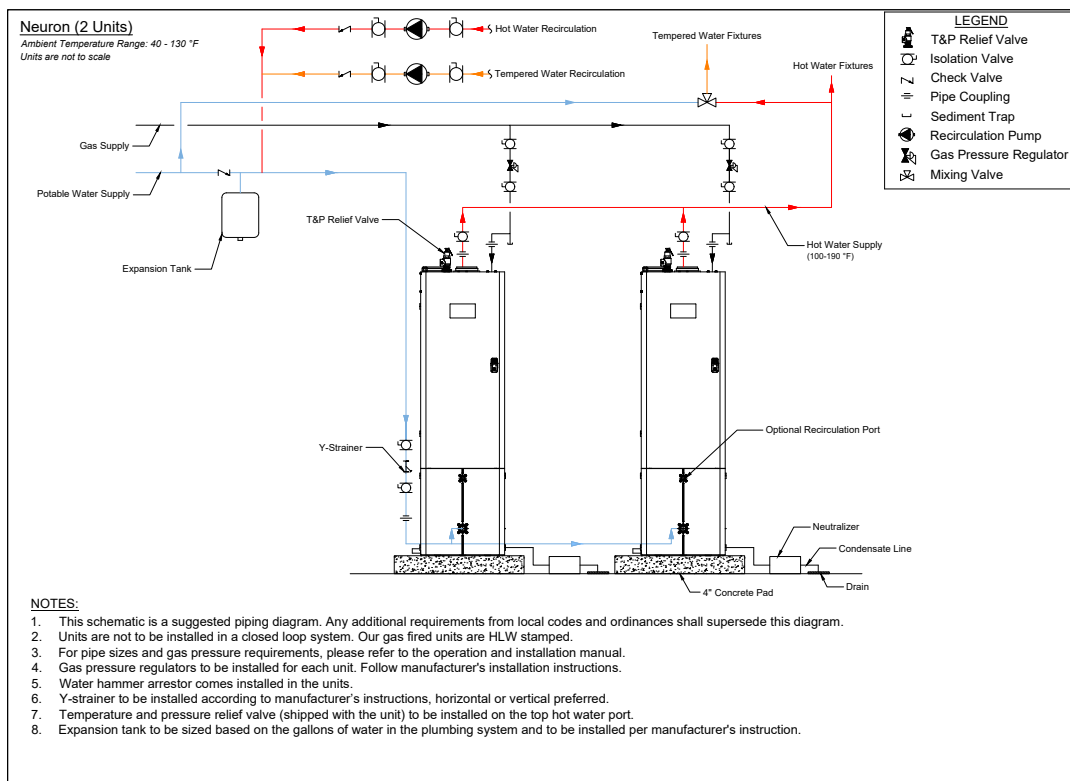 Neuron (2 Units)
Ambient Temperature Range: 40 - 130 °F
Units are not to scale
Hot Water Recirculation
Tempered Water Recirculation
Tempered Water Fixtures
Hot Water Fixtures
LEGEND
T&P Relief Valve
Isolation Valve
Check Valve
Pipe Coupling
Sediment Trap
Recirculation Pump
Gas Pressure Regulator
Mixing Valve
Gas Supply
Potable Water Supply
Expansion Tank
T&P Relief Valve
Hot Water Supply
(100-190 °F)
Y-Strainer
Optional Recirculation Port
Neutralizer
Condensate Line
Drain
4" Concrete Pad
NOTES:
1. This schematic is a suggested piping diagram. Any additional requirements from local codes and ordinances shall supersede this diagram.
2. Units are not to be installed in a closed loop system. Our gas fired units are HLW stamped.
3. For pipe sizes and gas pressure requirements, please refer to the operation and installation manual.
4. Gas pressure regulators to be installed for each unit. Follow manufacturer's installation instructions.
5. Water hammer arrestor comes installed in the units.
6. Y-strainer to be installed according to manufacturer's instructions, horizontal or vertical preferred.
7. Temperature and pressure relief valve (shipped with the unit) to be installed on the top hot water port.
8. Expansion tank to be sized based on the gallons of water in the plumbing system and to be installed per manufacturer's instruction.